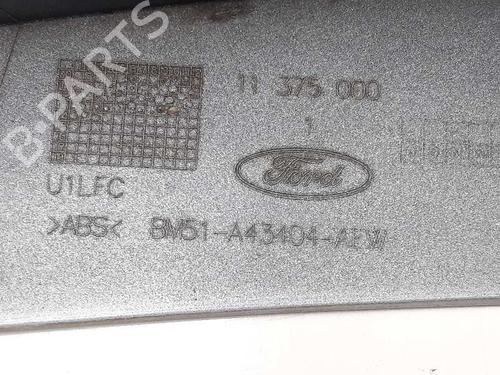 B-PARTS
11 375 000
1
Ford
U1LFC
>ABS< BM51-A43404-AEW